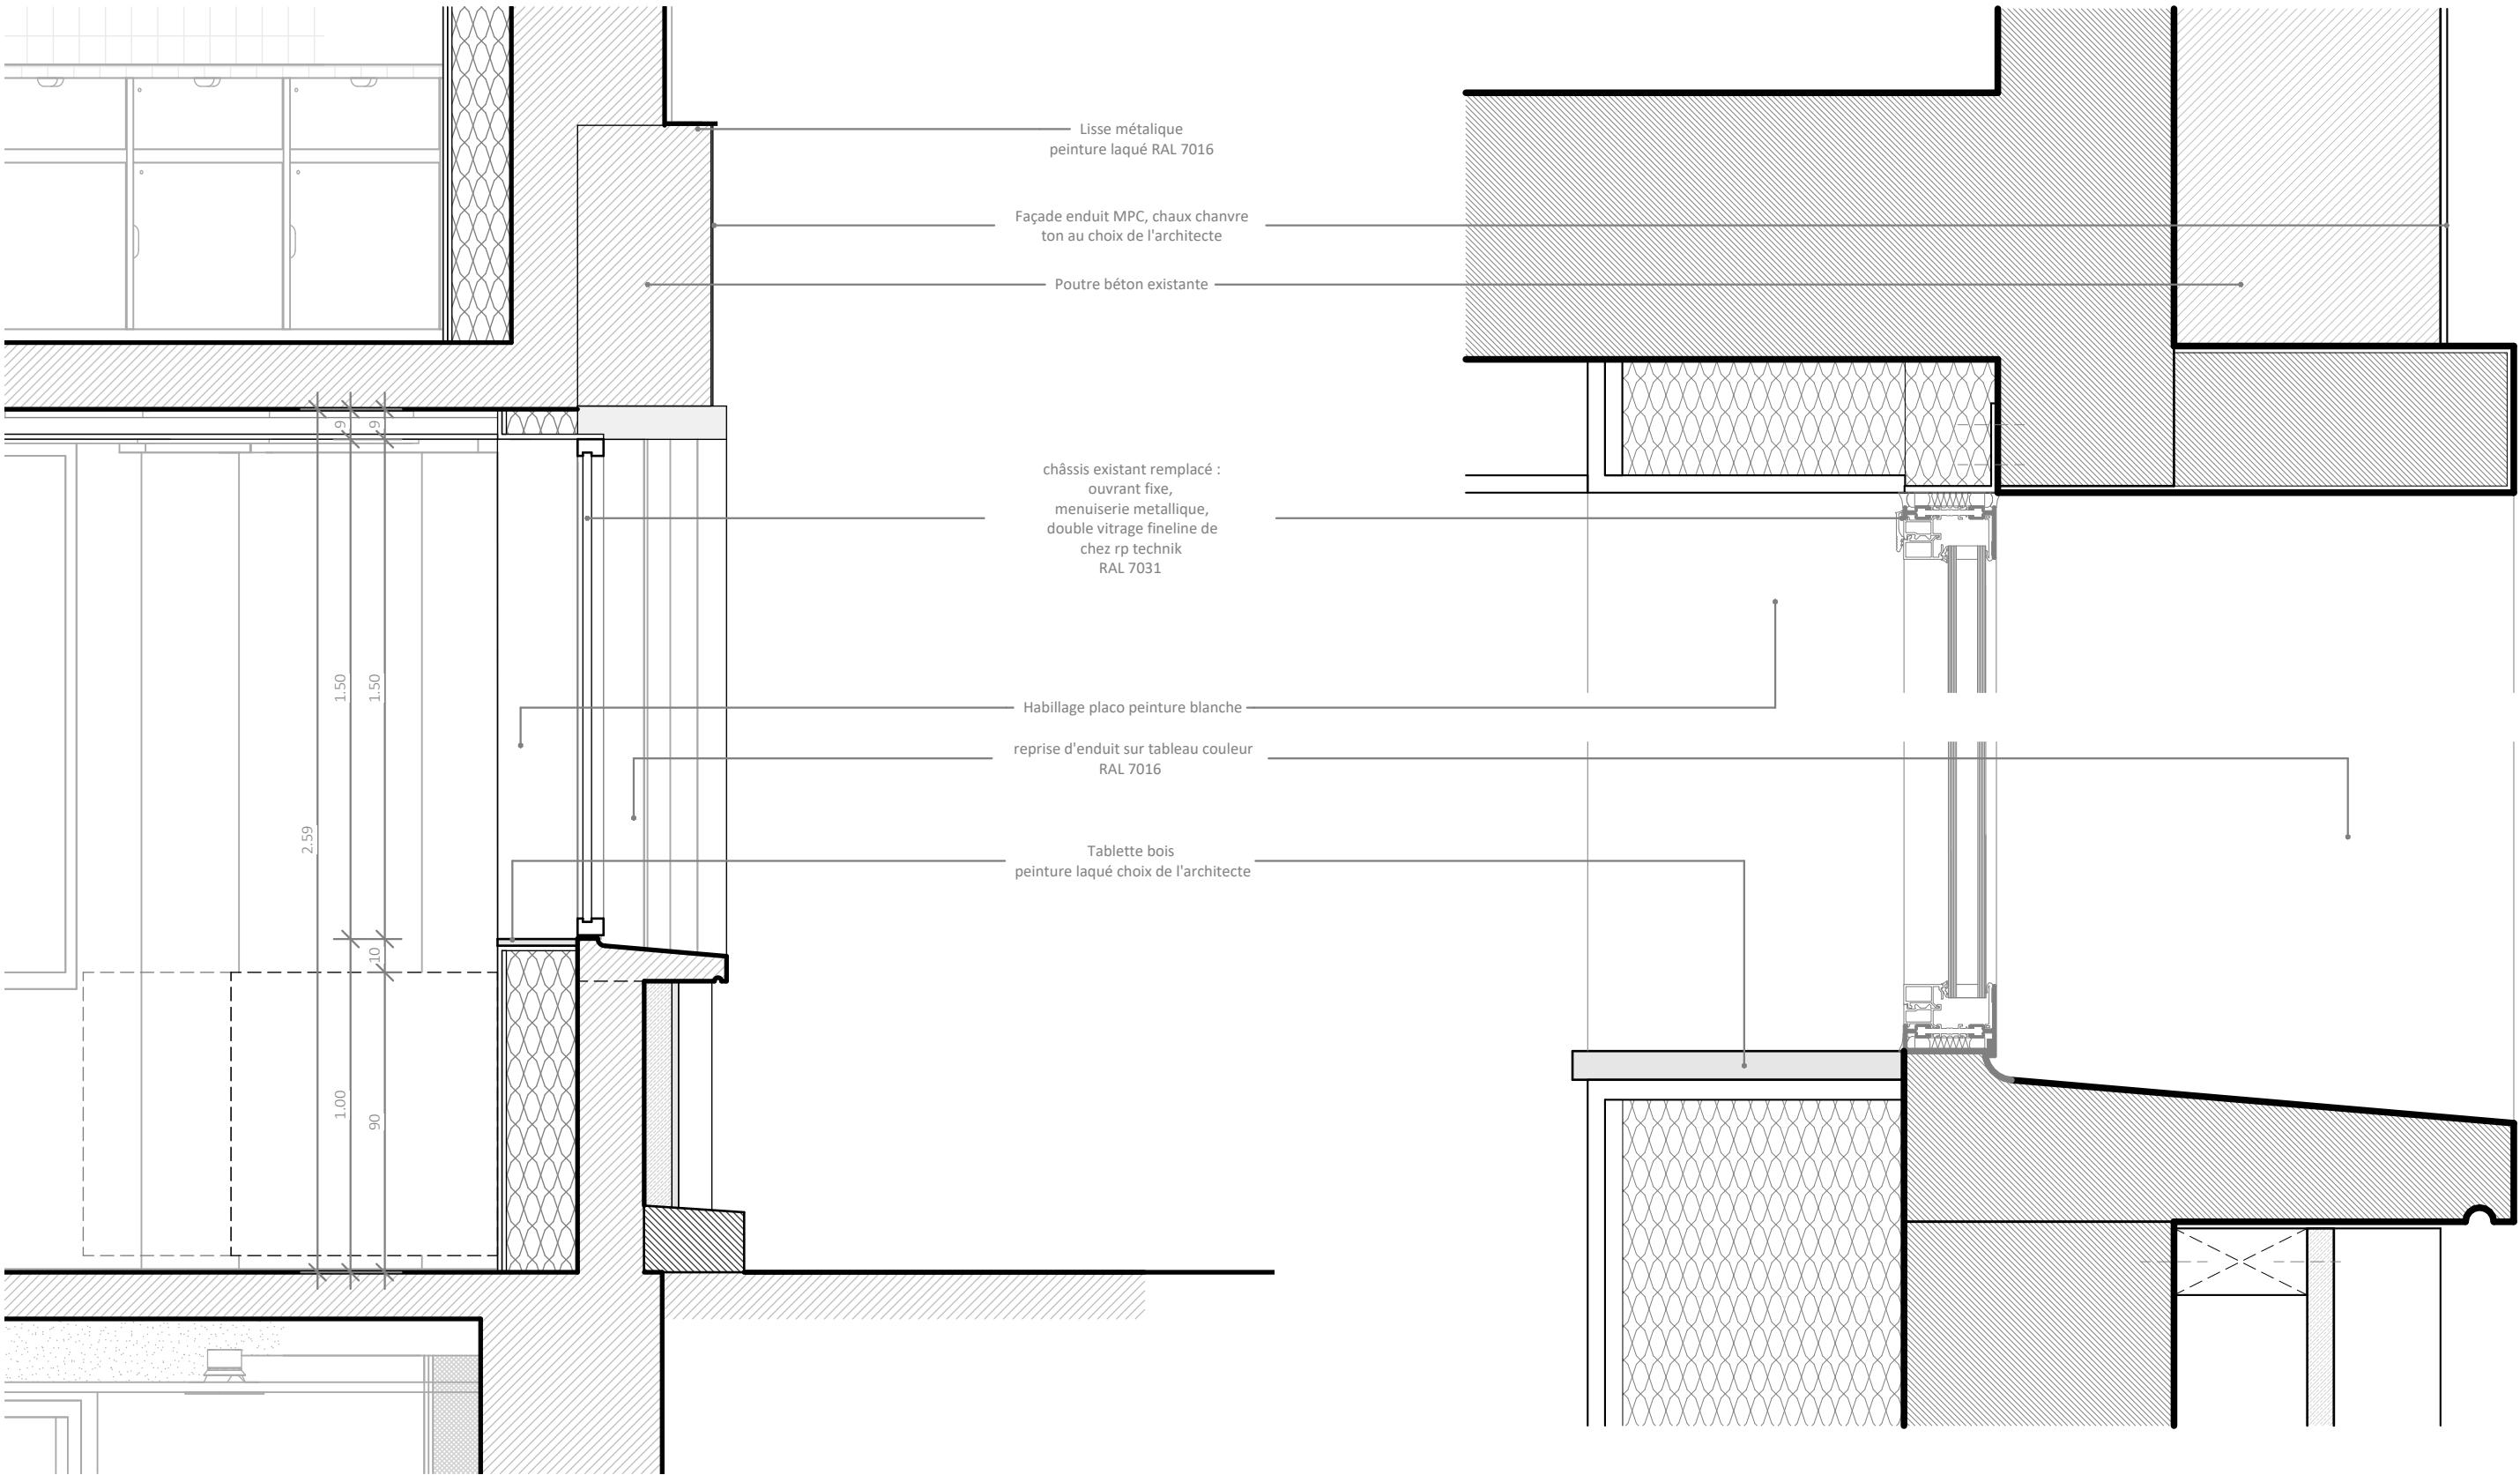 Lisse métalique
peinture laqué RAL 7016
Façade enduit MPC, chaux chanvre
ton au choix de l'architecte
Poutre béton existante
9
9
châssis existant remplacé :
ouvrant fixe,
menuiserie metallique,
double vitrage fineline de
chez rp technik
RAL 7031
1.50
1.50
Habillage placo peinture blanche
reprise d'enduit sur tableau couleur
RAL 7016
2.59
Tablette bois
peinture laqué choix de l'architecte
10
1.00
90